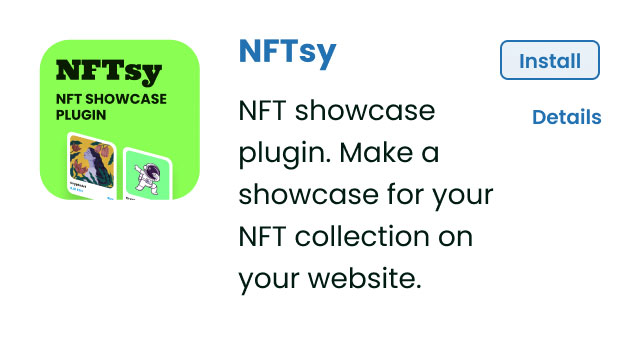 NFTsy
NFT SHOWCASE
PLUGIN
NFTsy
NFT showcase
plugin. Make a
showcase for your
NFT collection on
your website.
Install
Details